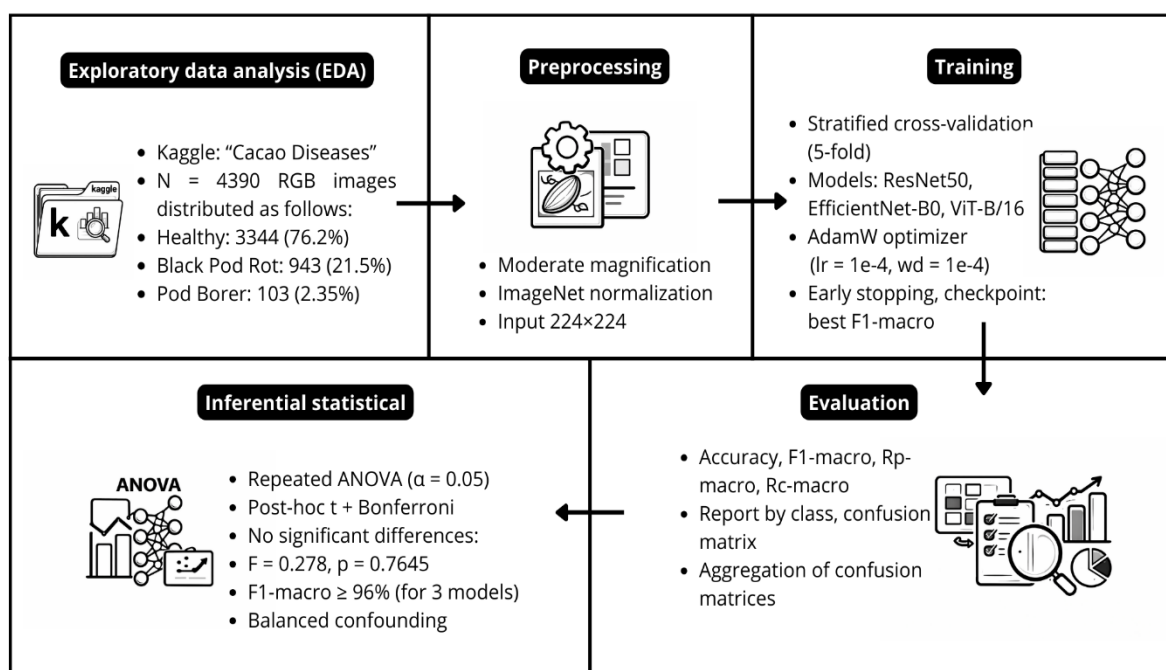 Exploratory data analysis (EDA)
kaggle
k
• Kaggle: “Cacao Diseases”
• N = 4390 RGB images
distributed as follows:
• Healthy: 3344 (76.2%)
• Black Pod Rot: 943 (21.5%)
• Pod Borer: 103 (2.35%)
Preprocessing
• Moderate magnification
• ImageNet normalization
• Input 224×224
Training
• Stratified cross-validation
(5-fold)
• Models: ResNet50,
EfficientNet-B0, ViT-B/16
• AdamW optimizer
(lr = 1e-4, wd = 1e-4)
• Early stopping, checkpoint:
best F1-macro
Inferential statistical
ANOVA
• Repeated ANOVA (α = 0.05)
• Post-hoc t + Bonferroni
• No significant differences:
• F = 0.278, p = 0.7645
• F1-macro ≥ 96% (for 3 models)
• Balanced confounding
Evaluation
• Accuracy, F1-macro, Rp-
macro, Rc-macro
• Report by class, confusion
matrix
• Aggregation of confusion
matrices